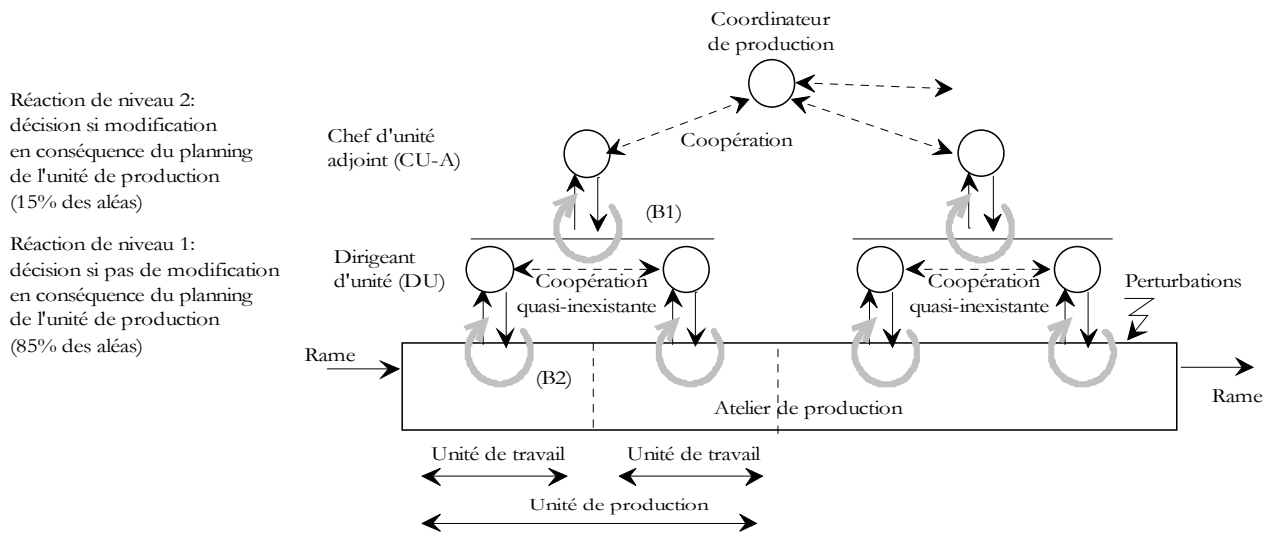 Coordinateur
de production
Réaction de niveau 2:
décision si modification
en conséquence du planning
de l'unité de production
(15% des aléas)
Chef d'unité
adjoint (CU-A)
Coopération
(B1)
Réaction de niveau 1:
décision si pas de modification
en conséquence du planning
de l'unité de production
(85% des aléas)
Dirigeant
d'unité (DU)
Coopération
quasi-inexistante
Coopération
quasi-inexistante
Perturbations
Rame
(B2)
Atelier de production
Rame
Unité de travail
Unité de travail
Unité de production